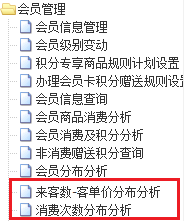 会员管理
会员信息管理
会员级别变动
积分专享商品规则计划设置
办理会员卡积分赠送规则设
会员信息查询
会员商品消费分析
会员消费及积分分析
非消费赠送积分查询
会员分布分析
来客数-客单价分布分析
消费次数分布分析